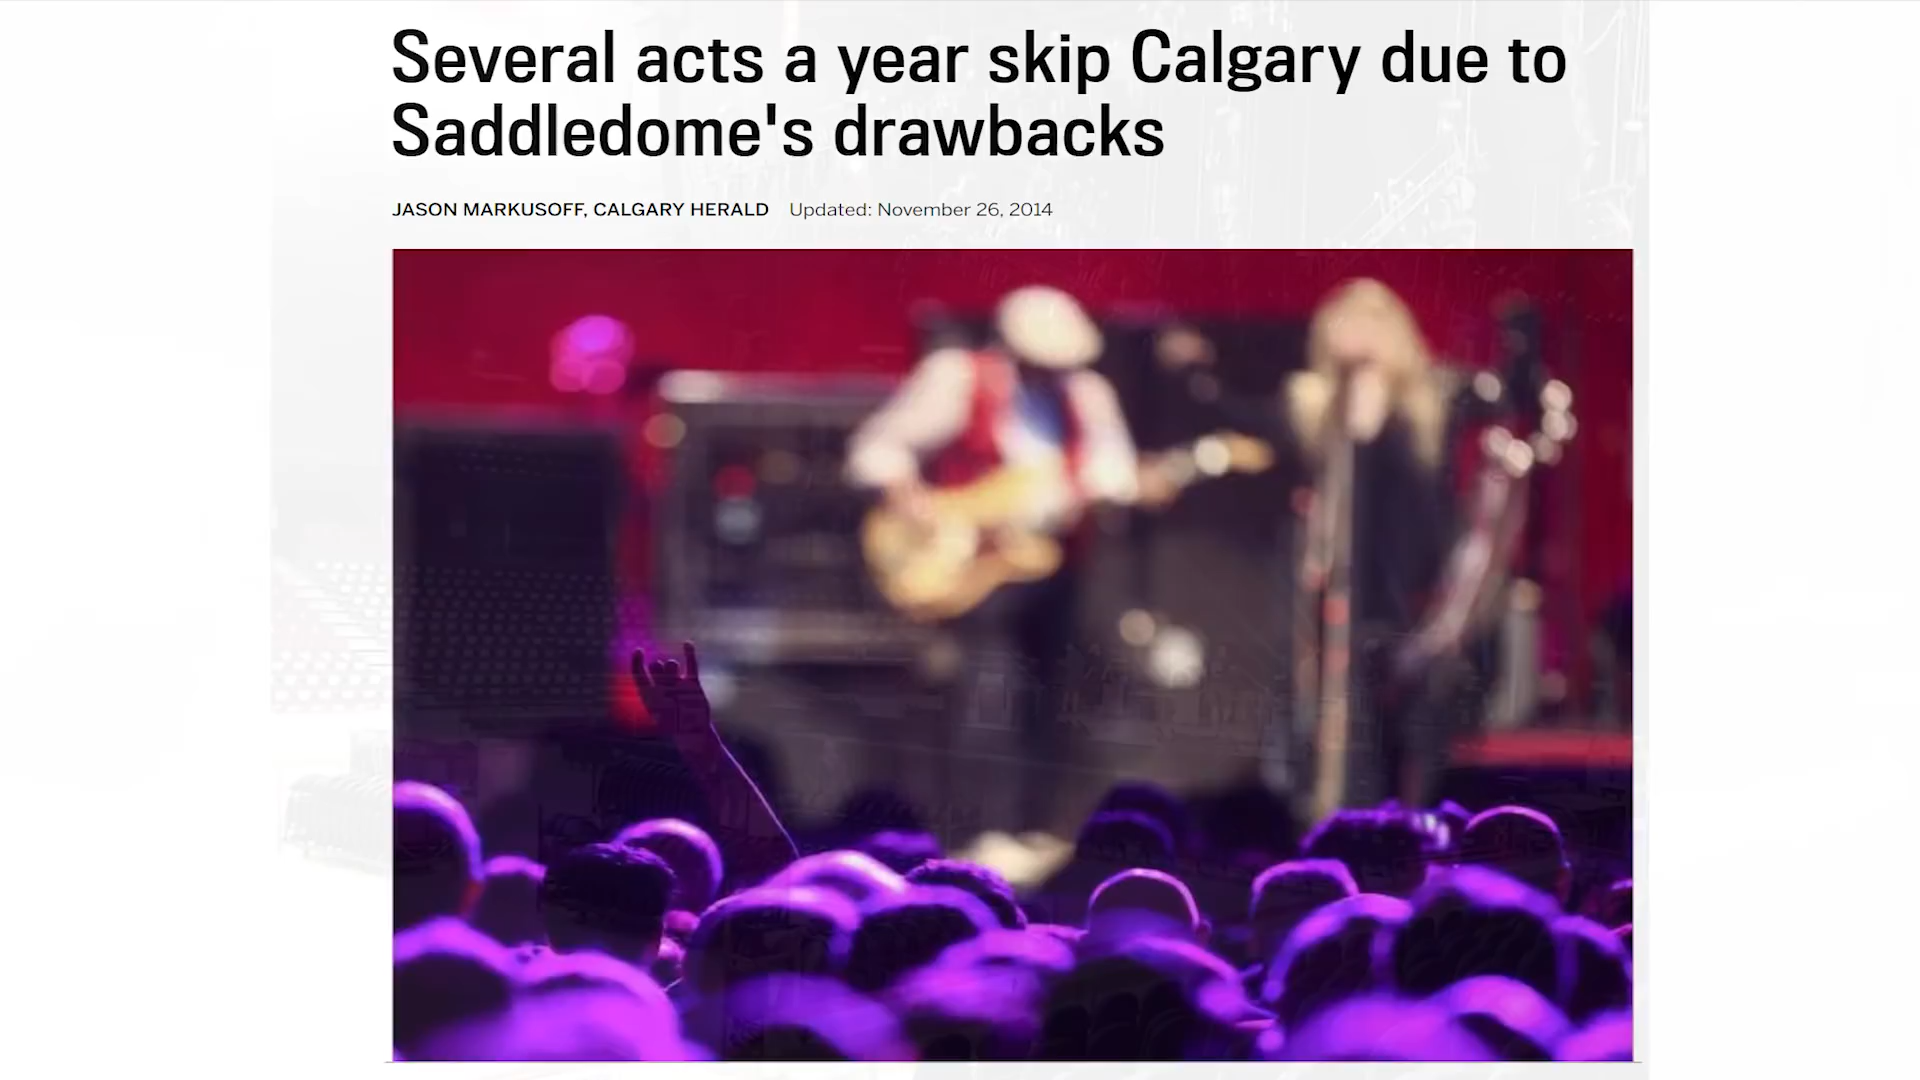 Several acts a year skip Calgary due to
Saddledome's drawbacks
JASON MARKUSOFF, CALGARY HERALD Updated: November 26, 2014